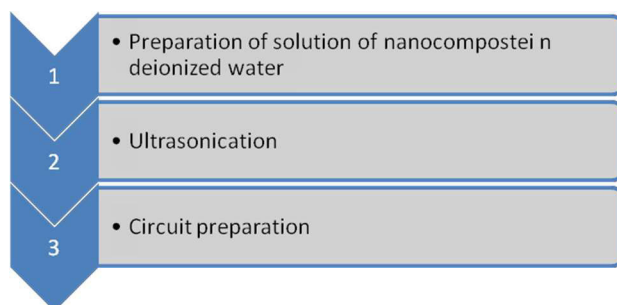 1
• Preparation of solution of nanocompostei n
deionized water
2
• Ultrasonication
3
• Circuit preparation